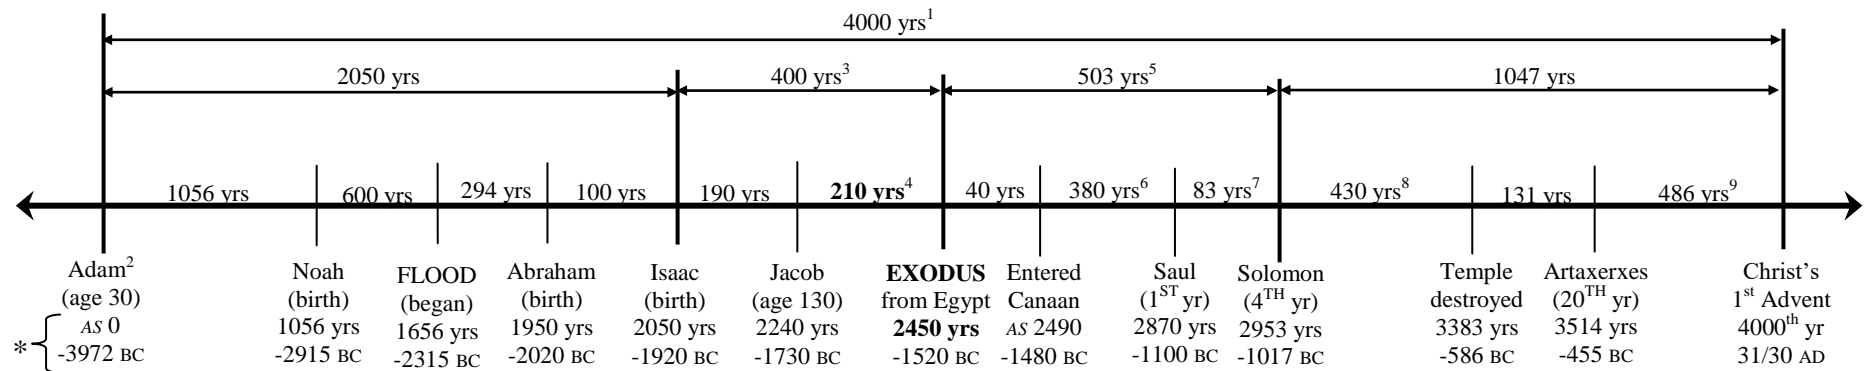 4000 yrs¹
2050 yrs 400 yrs³ 503 yrs⁵ 1047 yrs
1056 yrs 600 yrs 294 yrs 100 yrs 190 yrs 210 yrs⁴ 40 yrs 380 yrs⁶ 83 yrs⁷ 430 yrs⁸ 131 yrs 486 yrs⁹
Adam²
(age 30)
AS 0
-3972 BC
Noah
(birth)
1056 yrs
-2915 BC
FLOOD
(began)
1656 yrs
-2315 BC
Abraham
(birth)
1950 yrs
-2020 BC
Isaac
(birth)
2050 yrs
-1920 BC
Jacob
(age 130)
2240 yrs
-1730 BC
EXODUS
from Egypt
2450 yrs
-1520 BC
Entered
Canaan
AS 2490
-1480 BC
Saul
(1ST yr)
2870 yrs
-1100 BC
Solomon
(4TH yr)
2953 yrs
-1017 BC
Temple
destroyed
3383 yrs
-586 BC
Artaxerxes
(20TH yr)
3514 yrs
-455 BC
Christ's
1st Advent
4000th yr
31/30 AD
*